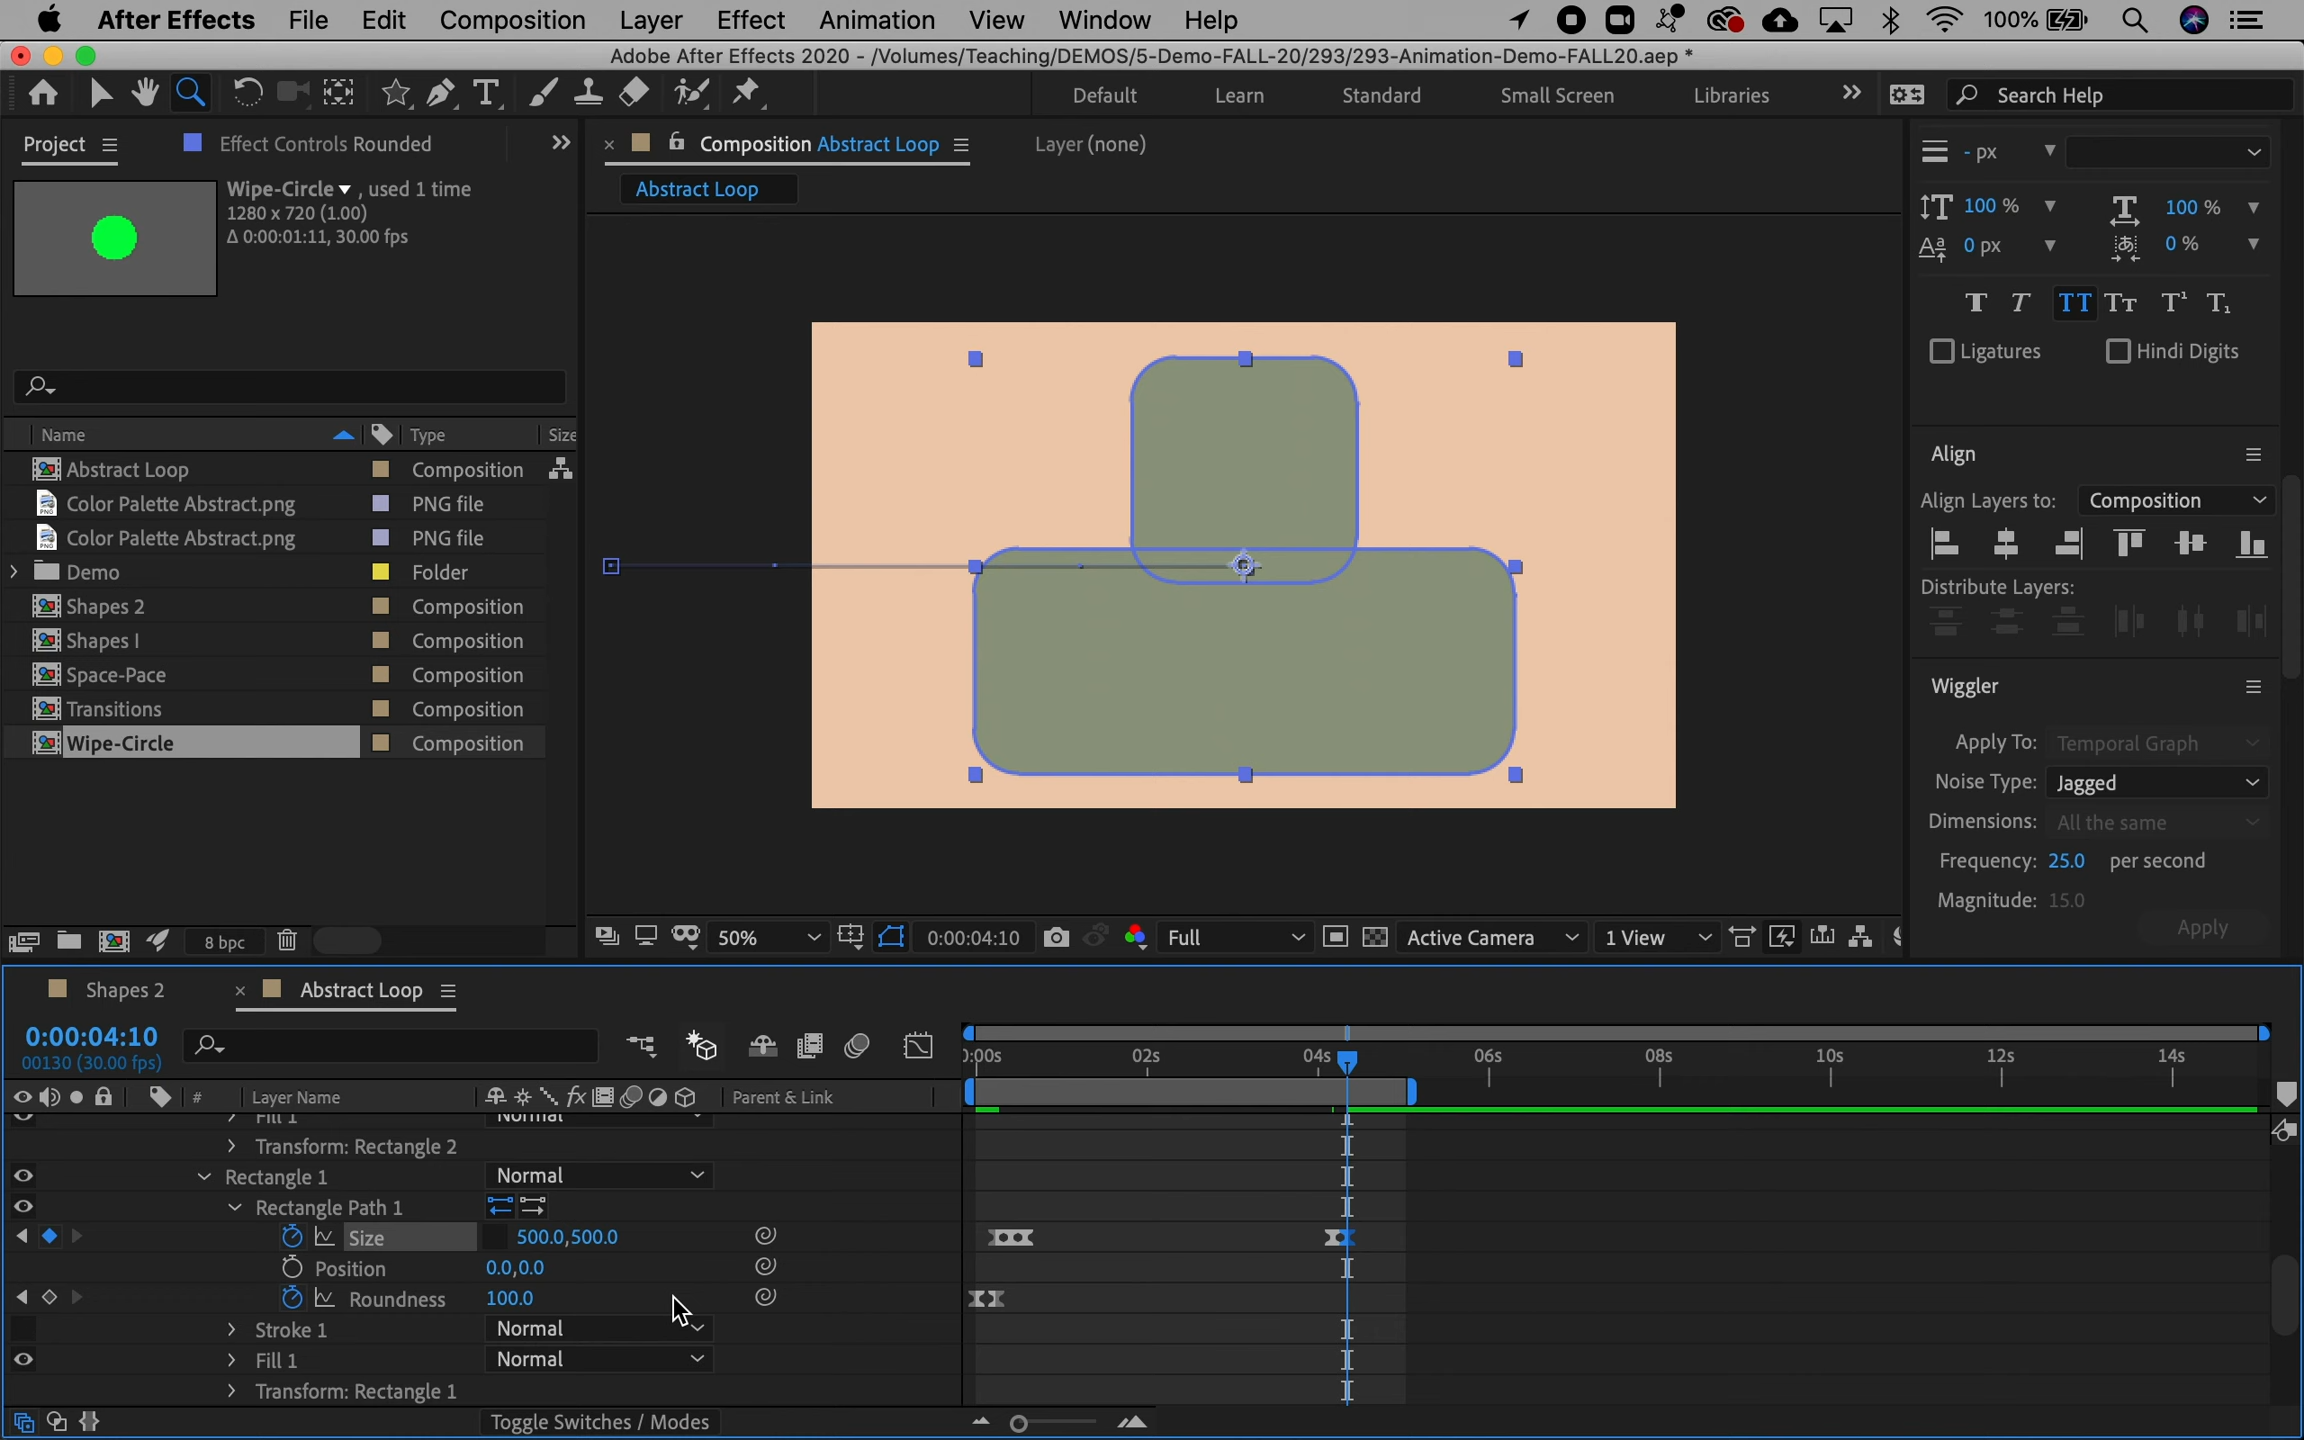 After Effects File Edit Composition Layer Effect Animation View Window Help 100%
Adobe After Effects 2020 - /Volumes/Teaching/DEMOS/5-Demo-FALL-20/293/293-Animation-Demo-FALL20.aep *
Default Learn Standard Small Screen Libraries Search Help
Project Effect Controls Rounded Composition Abstract Loop Layer (none)
- px
Wipe-Circle , used 1 time
1280 x 720 (1.00)
Δ 0:00:01:11, 30.00 fps
Abstract Loop
100 % 100 %
0 px 0 %
Ligatures Hindi Digits
Name Type Size
Abstract Loop Composition
Color Palette Abstract.png PNG file
Color Palette Abstract.png PNG file
Demo Folder
Shapes 2 Composition
Shapes I Composition
Space-Pace Composition
Transitions Composition
Wipe-Circle Composition
Align
Align Layers to: Composition
Distribute Layers:
Wiggler
Apply To: Temporal Graph
Noise Type: Jagged
Dimensions: All the same
Frequency: 25.0 per second
Magnitude: 15.0
Apply
8 bpc 50% 0:00:04:10 Full Active Camera 1 View
Shapes 2 Abstract Loop
0:00:04:10
00130 (30.00 fps)
0:00s 02s 04s 06s 08s 10s 12s 14s
# Layer Name Parent & Link
Fill 1 Normal
Transform: Rectangle 2
Rectangle 1 Normal
Rectangle Path 1
Size 500.0,500.0
Position 0.0,0.0
Roundness 100.0
Stroke 1 Normal
Fill 1 Normal
Transform: Rectangle 1
Toggle Switches / Modes